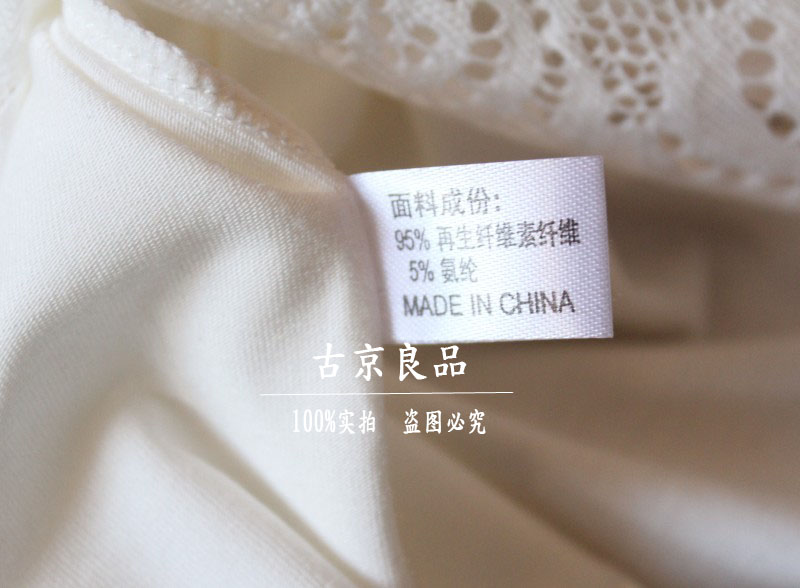 面料成份:
95% 再生纤维素纤维
5% 氨纶
MADE IN CHINA
古京良品
100%实拍 盗图必究